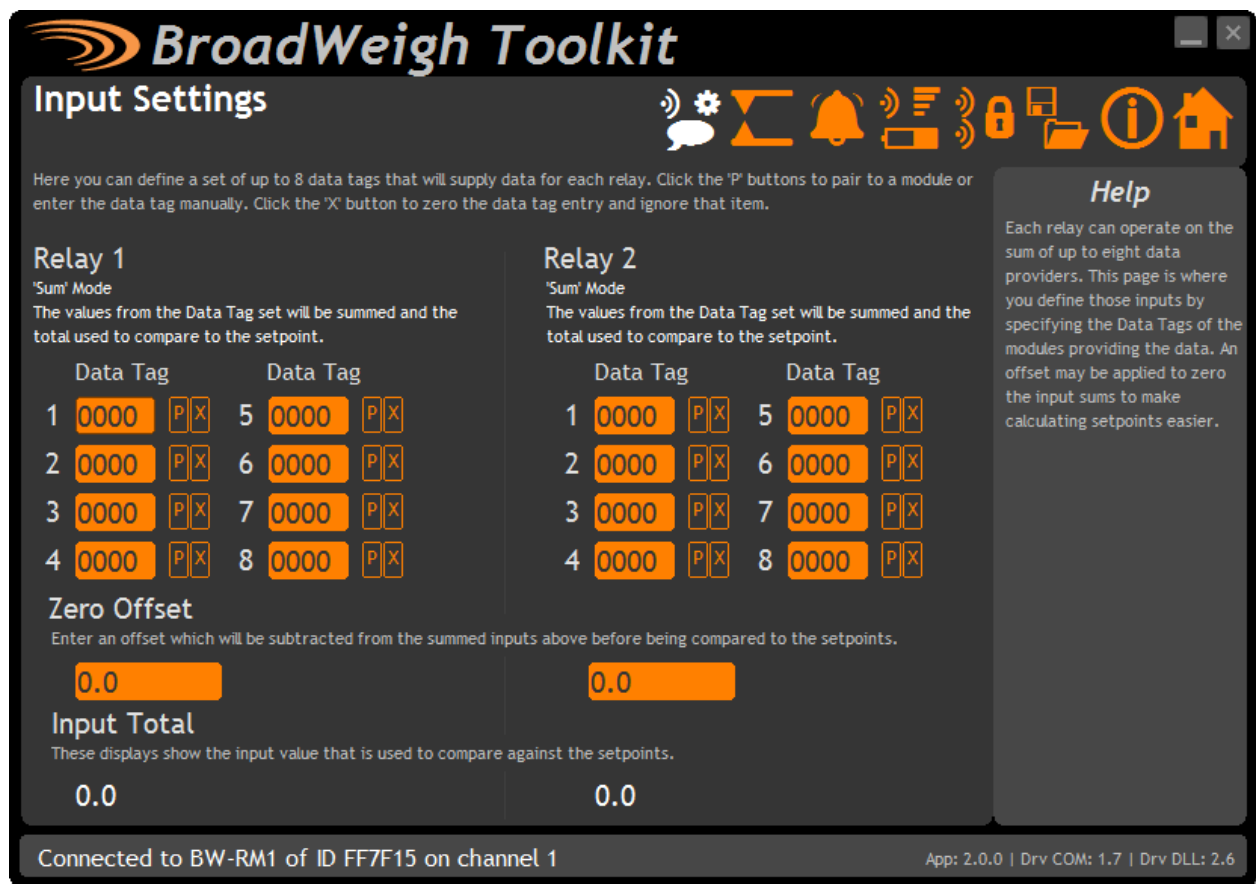 BroadWeigh Toolkit
Input Settings
Here you can define a set of up to 8 data tags that will supply data for each relay. Click the 'P' buttons to pair to a module or
enter the data tag manually. Click the 'X' button to zero the data tag entry and ignore that item.
Relay 1
'Sum' Mode
The values from the Data Tag set will be summed and the
total used to compare to the setpoint.
Data Tag Data Tag
1 0000 P X 5 0000 P X
2 0000 P X 6 0000 P X
3 0000 P X 7 0000 P X
4 0000 P X 8 0000 P X
Relay 2
'Sum' Mode
The values from the Data Tag set will be summed and the
total used to compare to the setpoint.
Data Tag Data Tag
1 0000 P X 5 0000 P X
2 0000 P X 6 0000 P X
3 0000 P X 7 0000 P X
4 0000 P X 8 0000 P X
Zero Offset
Enter an offset which will be subtracted from the summed inputs above before being compared to the setpoints.
0.0 0.0
Input Total
These displays show the input value that is used to compare against the setpoints.
0.0 0.0
Help
Each relay can operate on the
sum of up to eight data
providers. This page is where
you define those inputs by
specifying the Data Tags of the
modules providing the data. An
offset may be applied to zero
the input sums to make
calculating setpoints easier.
Connected to BW-RM1 of ID FF7F15 on channel 1
App: 2.0.0 | Drv COM: 1.7 | Drv DLL: 2.6